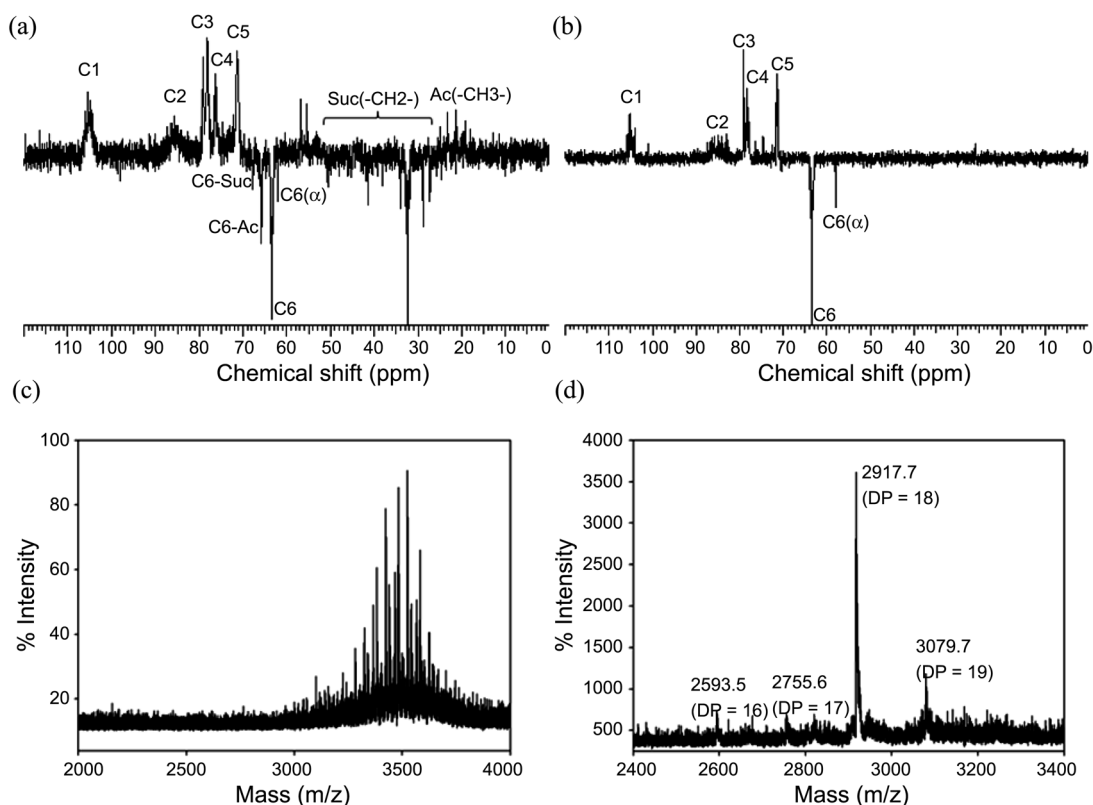 (a)
C3
C5
C4
C1
C2
Suc(-CH2-)
Ac(-CH3-)
C6-Suc
C6(α)
C6-Ac
C6
110 100 90 80 70 60 50 40 30 20 10 0
Chemical shift (ppm)
(b)
C3
C5
C4
C1
C2
C6(α)
C6
110 100 90 80 70 60 50 40 30 20 10 0
Chemical shift (ppm)
(c)
100
80
60
40
20
% Intensity
2000 2500 3000 3500 4000
Mass (m/z)
(d)
4000
3500
3000
2500
2000
1500
1000
500
% Intensity
2917.7
(DP = 18)
3079.7
(DP = 19)
2593.5
(DP = 16)
2755.6
(DP = 17)
2400 2600 2800 3000 3200 3400
Mass (m/z)